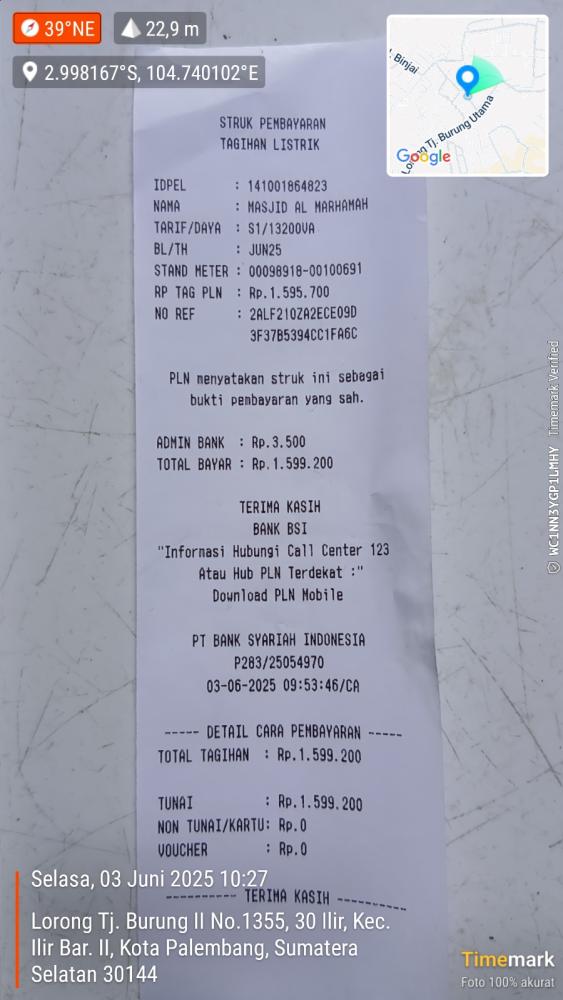 39°NE
22,9 m
2.998167°S, 104.740102°E
Binjai
Lorong Tj. Burung Utama
Google
STRUK PEMBAYARAN
TAGIHAN LISTRIK
IDPEL : 141001864823
NAMA : MASJID AL MARHAMAH
TARIF/DAYA : S1/13200VA
BL/TH : JUN25
STAND METER : 00098918-00100691
RP TAG PLN : Rp.1.595.700
NO REF : 2ALF210ZA2ECE09D
3F37B5394CC1FA6C
PLN menyatakan struk ini sebagai
bukti pembayaran yang sah.
ADMIN BANK : Rp.3.500
TOTAL BAYAR : Rp.1.599.200
TERIMA KASIH
BANK BSI
"Informasi Hubungi Call Center 123
Atau Hub PLN Terdekat :"
Download PLN Mobile
PT BANK SYARIAH INDONESIA
P283/25054970
03-06-2025 09:53:46/CA
----- DETAIL CARA PEMBAYARAN -----
TOTAL TAGIHAN : Rp.1.599.200
TUNAI : Rp.1.599.200
NON TUNAI/KARTU: Rp.0
VOUCHER : Rp.0
---------- TERIMA KASIH ----------
Selasa, 03 Juni 2025 10:27
Lorong Tj. Burung II No.1355, 30 Ilir, Kec.
Ilir Bar. II, Kota Palembang, Sumatera
Selatan 30144
Timemark
Foto 100% akurat
WC1NN3YGP1LMHY Timemark Verified